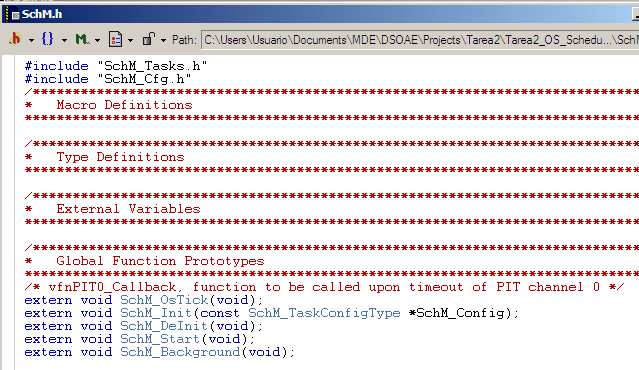 SchM.h
.h {} M. Path: C:\Users\Usuario\Documents\MDE\DSOAE\Projects\Tarea2\Tarea2_OS_Schedu...\SchM
#include "SchM_Tasks.h"
#include "SchM_Cfg.h"
/*****************************************************************************
*   Macro Definitions
******************************************************************************
/*****************************************************************************
*   Type Definitions
******************************************************************************
/*****************************************************************************
*   External Variables
******************************************************************************
/*****************************************************************************
*   Global Function Prototypes
******************************************************************************
/* vfnPIT0_Callback, function to be called upon timeout of PIT channel 0 */
extern void SchM_OsTick(void);
extern void SchM_Init(const SchM_TaskConfigType *SchM_Config);
extern void SchM_DeInit(void);
extern void SchM_Start(void);
extern void SchM_Background(void);